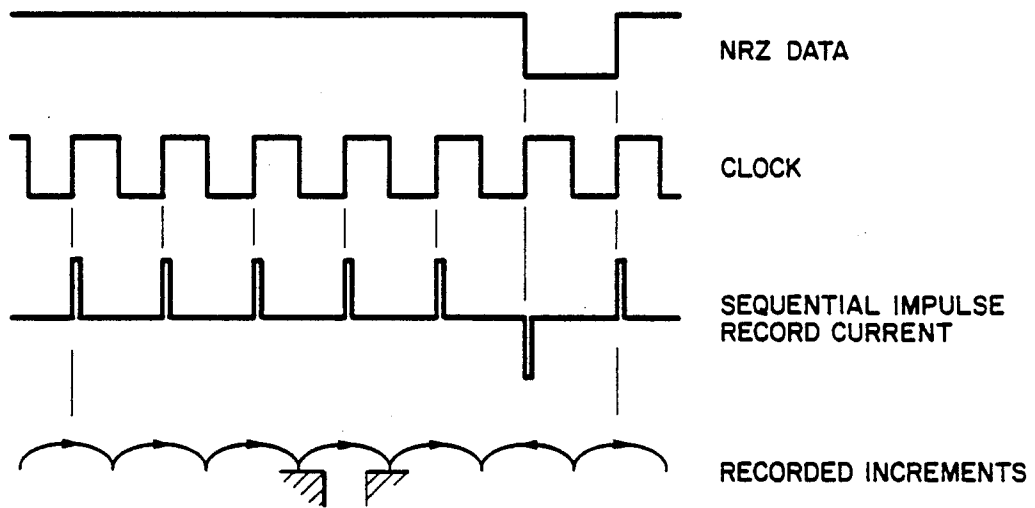 NRZ DATA
CLOCK
SEQUENTIAL IMPULSE
RECORD CURRENT
RECORDED INCREMENTS